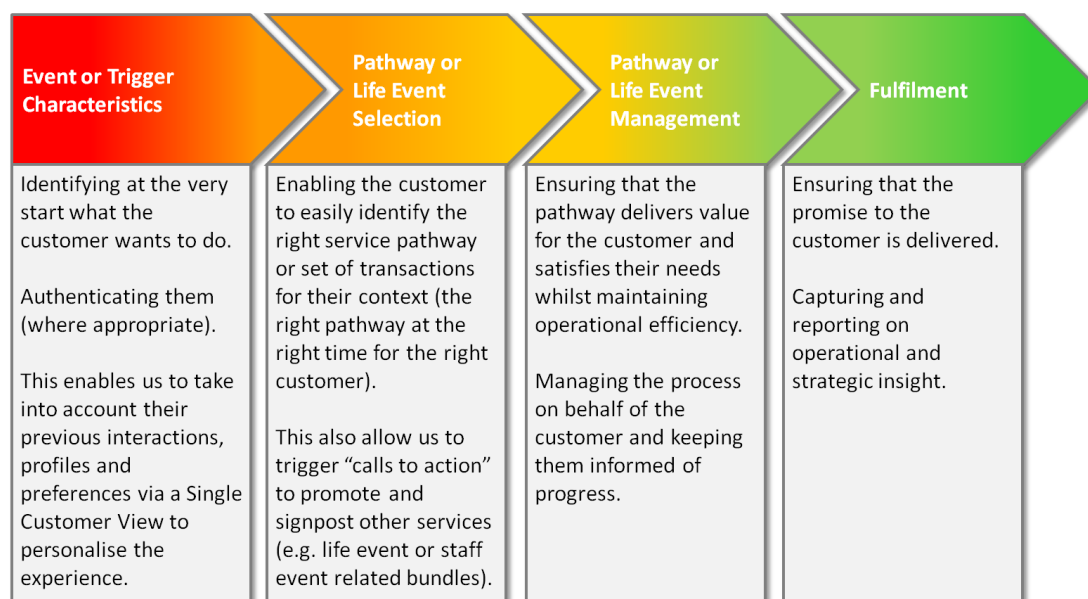 Event or Trigger
Characteristics
Pathway or
Life Event
Selection
Pathway or
Life Event
Management
Fulfilment
Identifying at the very
start what the
customer wants to do.
Authenticating them
(where appropriate).
This enables us to take
into account their
previous interactions,
profiles and
preferences via a Single
Customer View to
personalise the
experience.
Enabling the customer
to easily identify the
right service pathway
or set of transactions
for their context (the
right pathway at the
right time for the right
customer).
This also allow us to
trigger “calls to action”
to promote and
signpost other services
(e.g. life event or staff
event related bundles).
Ensuring that the
pathway delivers value
for the customer and
satisfies their needs
whilst maintaining
operational efficiency.
Managing the process
on behalf of the
customer and keeping
them informed of
progress.
Ensuring that the
promise to the
customer is delivered.
Capturing and
reporting on
operational and
strategic insight.